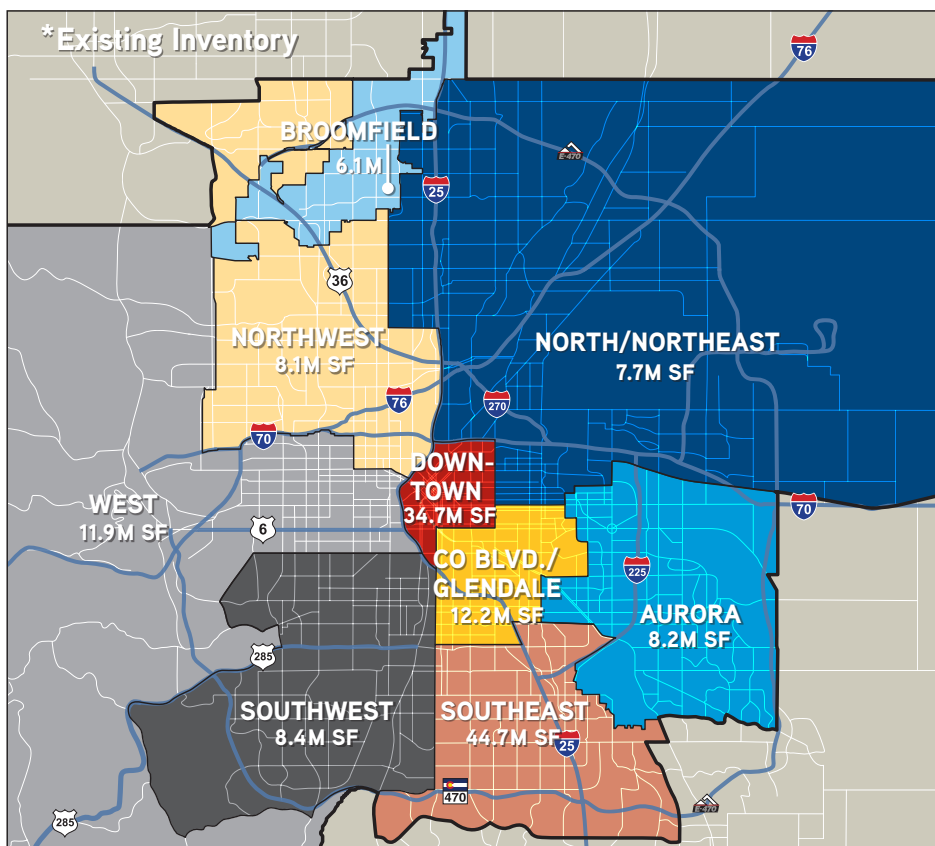 *Existing Inventory
76
BROOMFIELD
6.1M
E-470
25
36
NORTHWEST
8.1M SF
NORTH/NORTHEAST
7.7M SF
76
270
70
DOWN-
TOWN
34.7M SF
WEST
11.9M SF
6
70
CO BLVD./
GLENDALE
12.2M SF
225
AURORA
8.2M SF
285
SOUTHWEST
8.4M SF
SOUTHEAST
44.7M SF
25
470
E-470
285